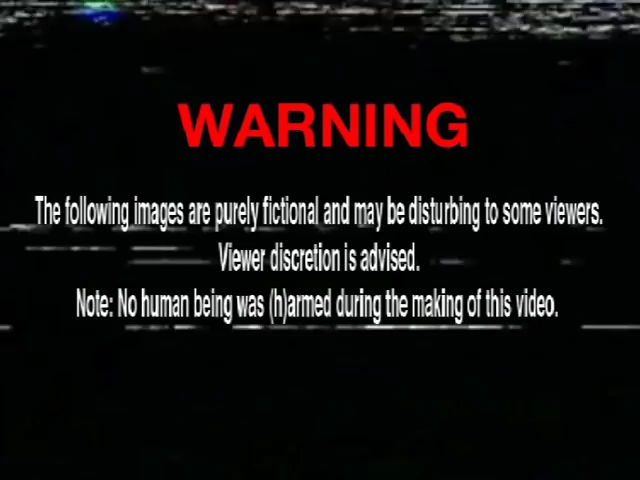 WARNING
The following images are purely fictional and may be disturbing to some viewers.
Viewer discretion is advised.
Note: No human being was (h)armed during the making of this video.